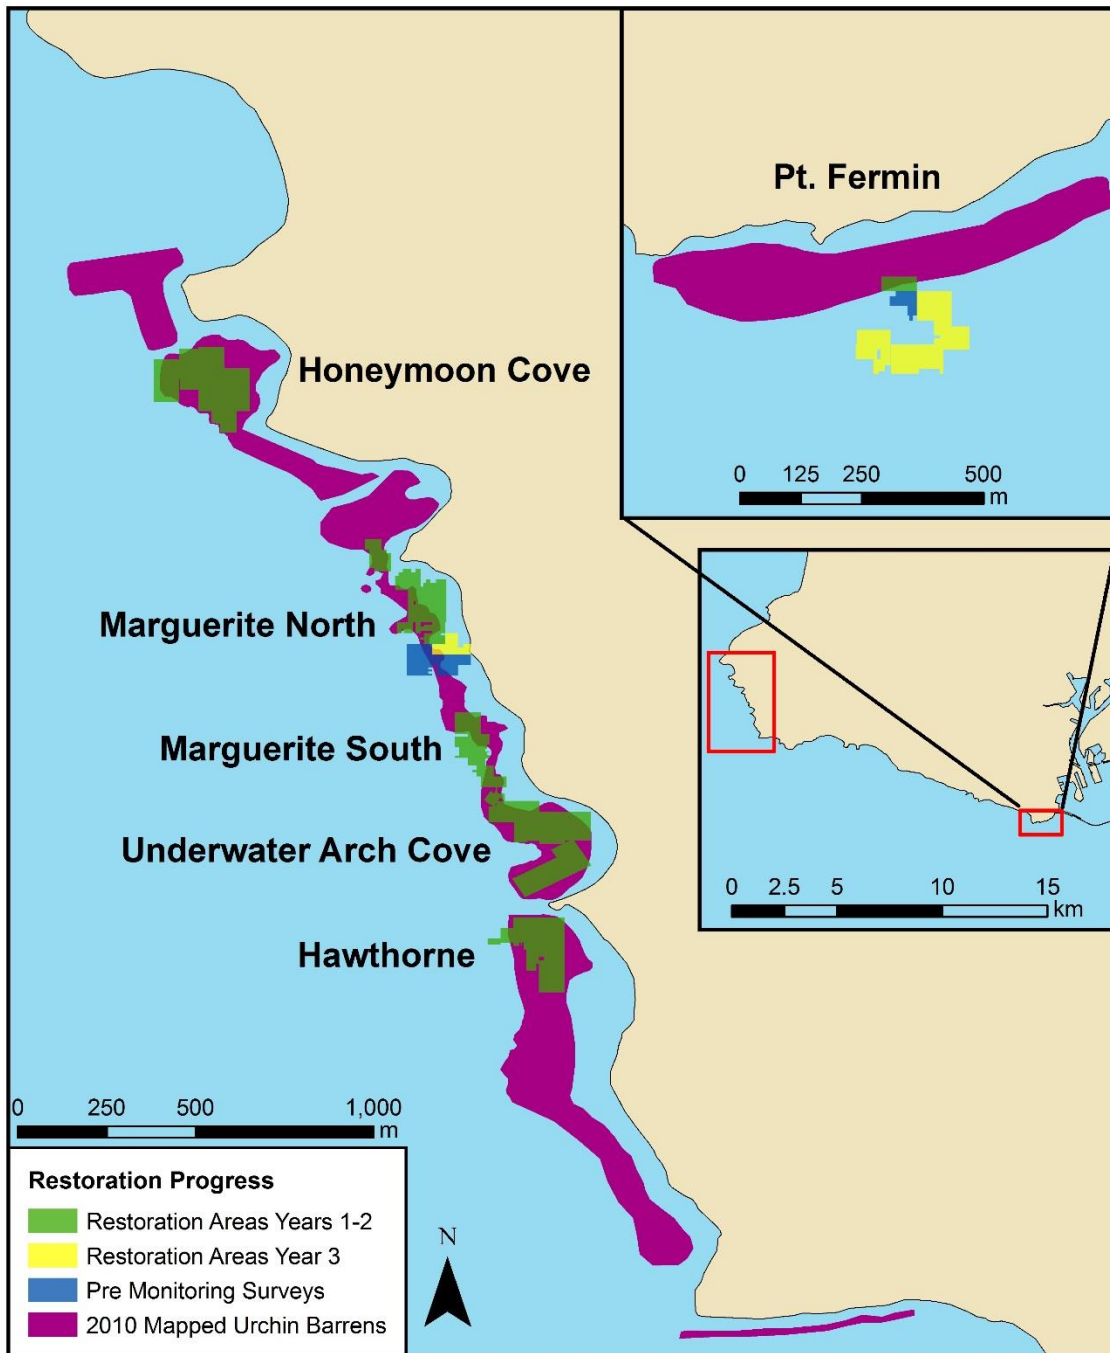 Pt. Fermin
0 125 250 500
m
Honeymoon Cove
Marguerite North
Marguerite South
Underwater Arch Cove
Hawthorne
0 2.5 5 10 15
km
0 250 500 1,000
m
N
Restoration Progress
Restoration Areas Years 1-2
Restoration Areas Year 3
Pre Monitoring Surveys
2010 Mapped Urchin Barrens